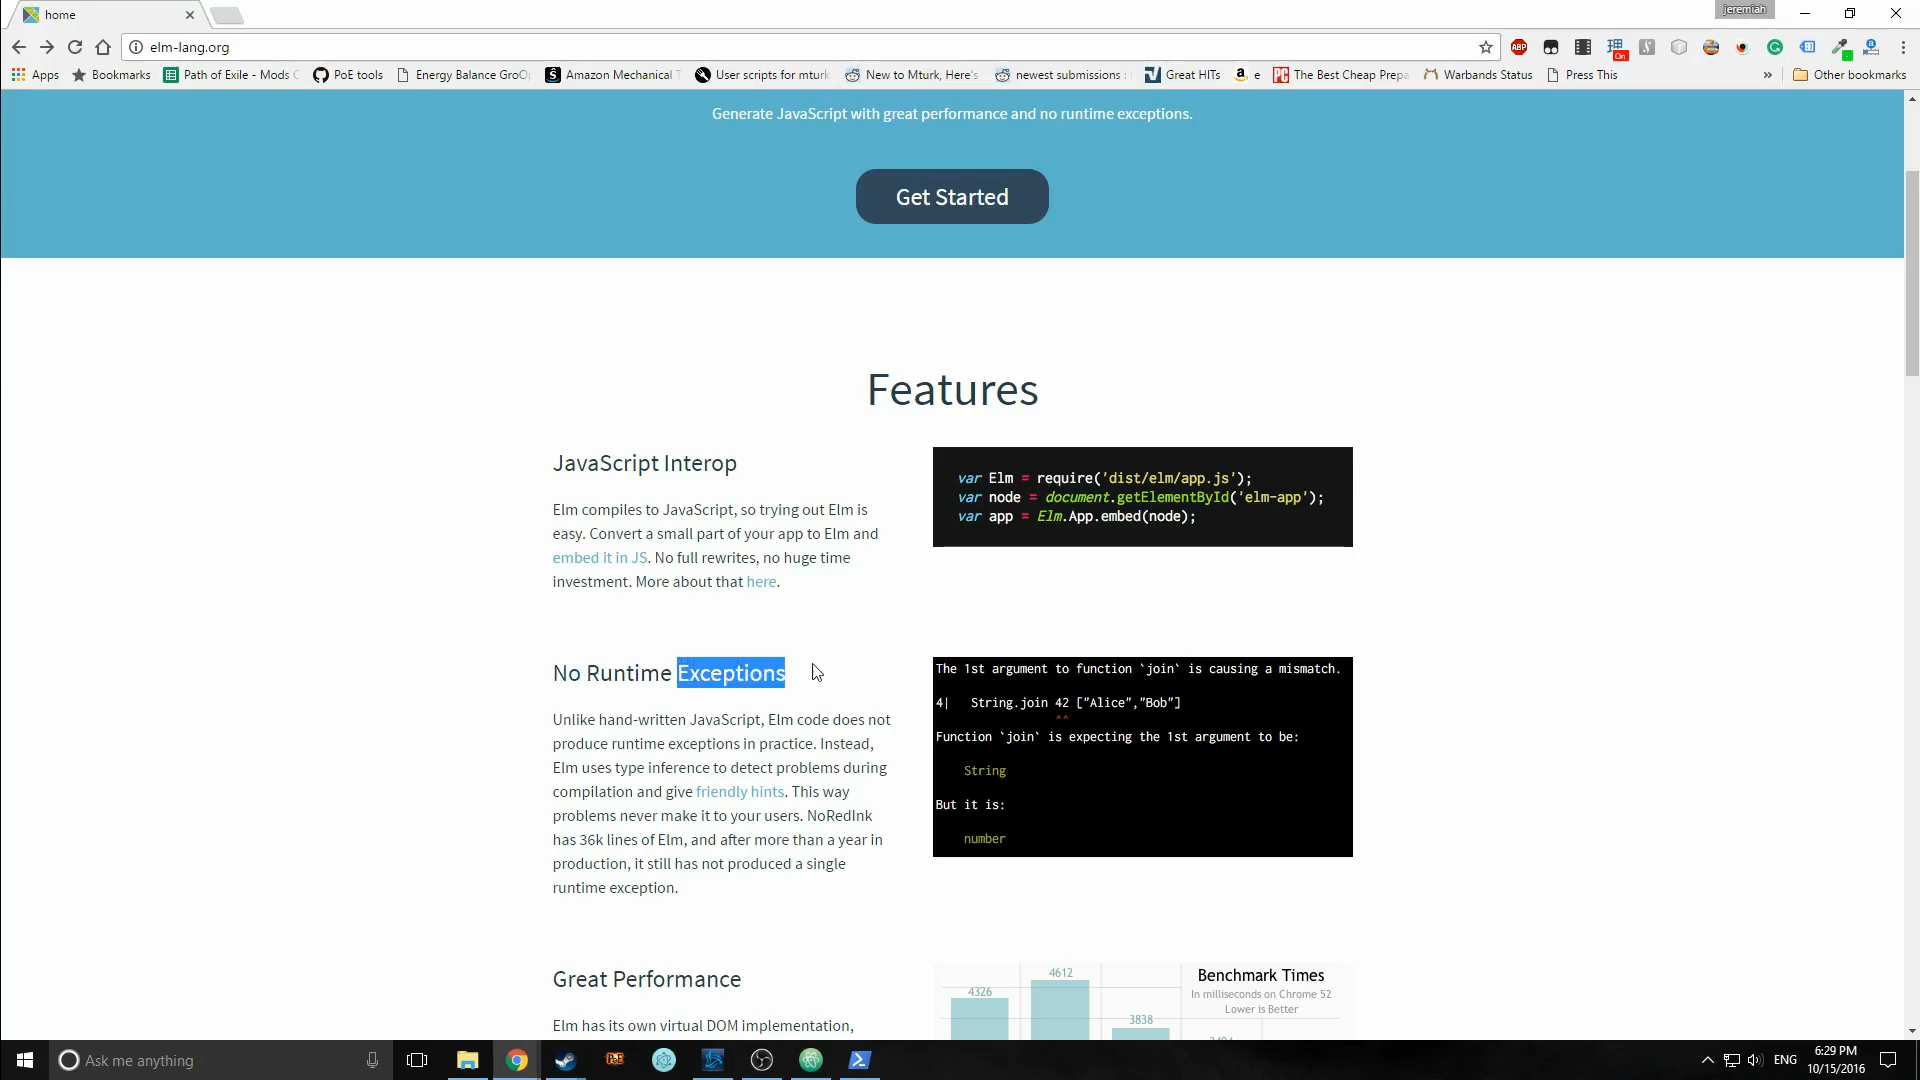 home
jeremiah
elm-lang.org
ABP
On
Apps
Bookmarks
Path of Exile - Mods
PoE tools
Energy Balance GroO
Amazon Mechanical
User scripts for mturk
New to Mturk, Here's
newest submissions :
Great HITs
e
The Best Cheap Prepa
Warbands Status
Press This
»
Other bookmarks
Generate JavaScript with great performance and no runtime exceptions.
Get Started
Features
JavaScript Interop
Elm compiles to JavaScript, so trying out Elm is
easy. Convert a small part of your app to Elm and
embed it in JS. No full rewrites, no huge time
investment. More about that here.
var Elm = require('dist/elm/app.js');
var node = document.getElementById('elm-app');
var app = Elm.App.embed(node);
No Runtime Exceptions
Unlike hand-written JavaScript, Elm code does not
produce runtime exceptions in practice. Instead,
Elm uses type inference to detect problems during
compilation and give friendly hints. This way
problems never make it to your users. NoRedInk
has 36k lines of Elm, and after more than a year in
production, it still has not produced a single
runtime exception.
The 1st argument to function `join` is causing a mismatch.
4|   String.join 42 ["Alice","Bob"]
^^
Function `join` is expecting the 1st argument to be:
String
But it is:
number
Great Performance
Elm has its own virtual DOM implementation,
4326
4612
3838
Benchmark Times
In milliseconds on Chrome 52
Lower is Better
Ask me anything
PoE
ENG
6:29 PM
10/15/2016